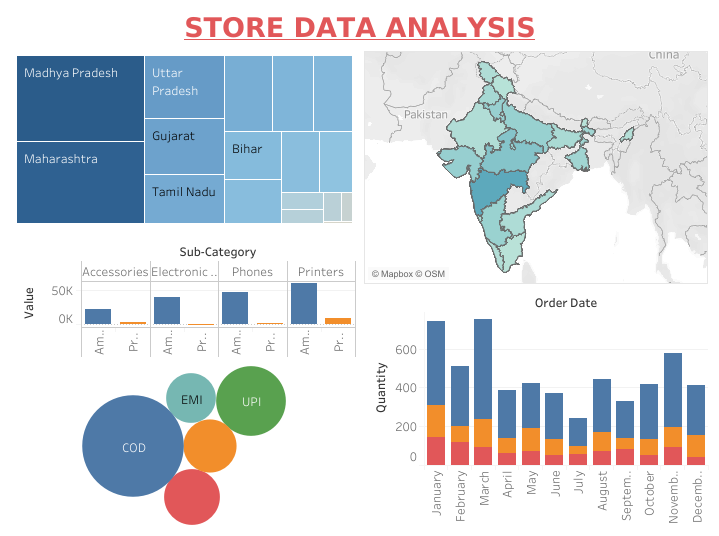 STORE DATA ANALYSIS
Madhya Pradesh
Uttar
Pradesh
Gujarat
Maharashtra
Bihar
Tamil Nadu
China
Pakistan
© Mapbox © OSM
Sub-Category
Accessories Electronic .. Phones Printers
Value
50K
0K
Am.. Pr.. Am.. Pr.. Am.. Pr.. Am.. Pr..
COD
EMI
UPI
Order Date
Quantity
600
400
200
0
January February March April May June July August Septem.. October Novemb.. Decemb..